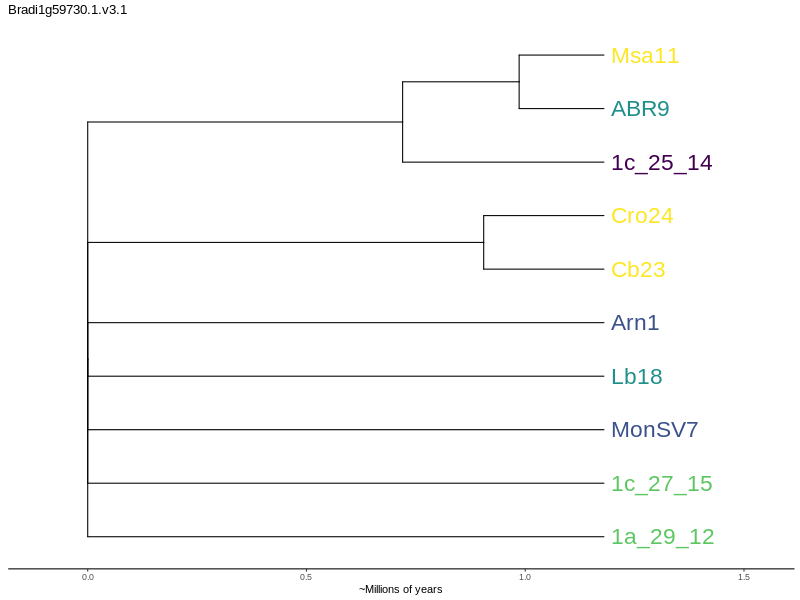 Bradi1g59730.1.v3.1
Msa11
ABR9
1c_25_14
Cro24
Cb23
Arn1
Lb18
MonSV7
1c_27_15
1a_29_12
0.0 0.5 1.0 1.5
~Millions of years